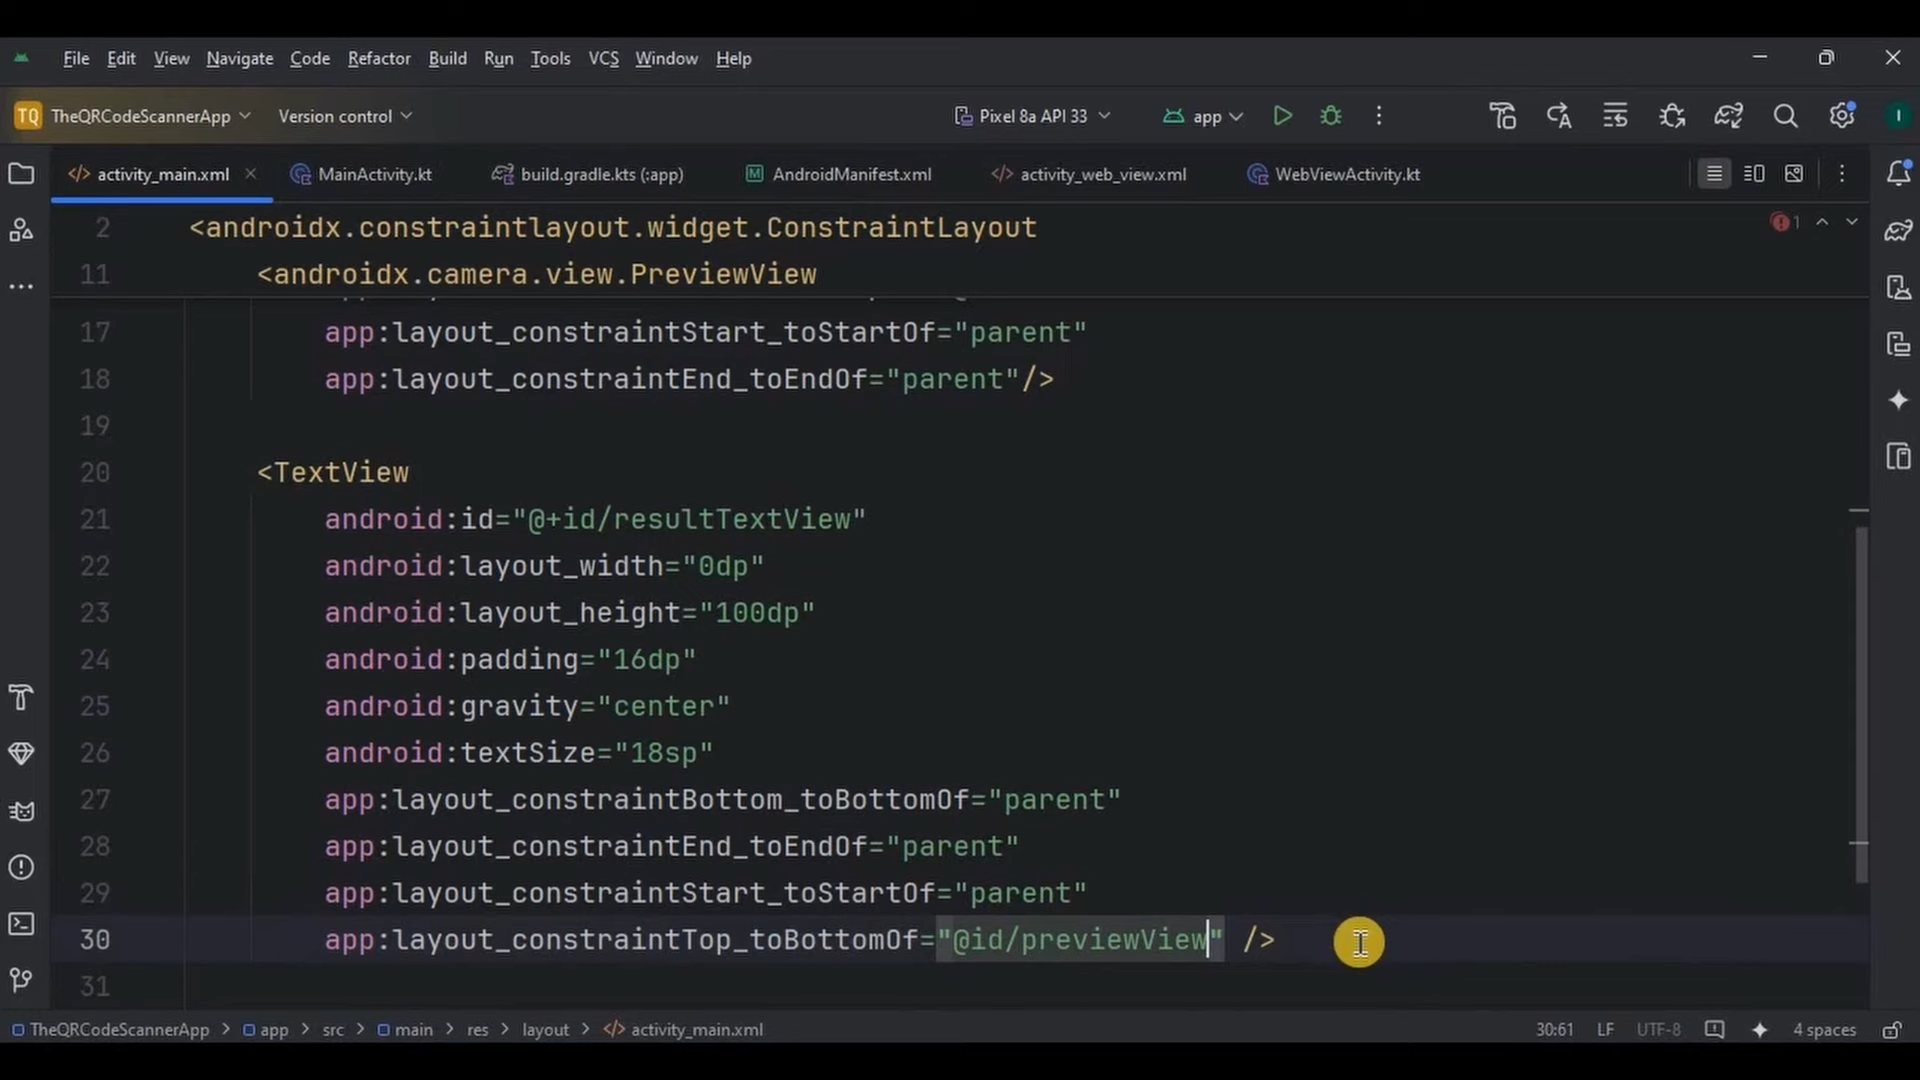 File Edit View Navigate Code Refactor Build Run Tools VCS Window Help
TQ TheQRCodeScannerApp Version control Pixel 8a API 33 app I
activity_main.xml MainActivity.kt build.gradle.kts (:app) AndroidManifest.xml activity_web_view.xml WebViewActivity.kt
2 <androidx.constraintlayout.widget.ConstraintLayout 1
11 <androidx.camera.view.PreviewView
17 app:layout_constraintStart_toStartOf="parent"
18 app:layout_constraintEnd_toEndOf="parent"/>
19
20 <TextView
21 android:id="@+id/resultTextView"
22 android:layout_width="0dp"
23 android:layout_height="100dp"
24 android:padding="16dp"
25 android:gravity="center"
26 android:textSize="18sp"
27 app:layout_constraintBottom_toBottomOf="parent"
28 app:layout_constraintEnd_toEndOf="parent"
29 app:layout_constraintStart_toStartOf="parent"
30 app:layout_constraintTop_toBottomOf="@id/previewView" />
31
TheQRCodeScannerApp > app > src > main > res > layout > activity_main.xml 30:61 LF UTF-8 4 spaces